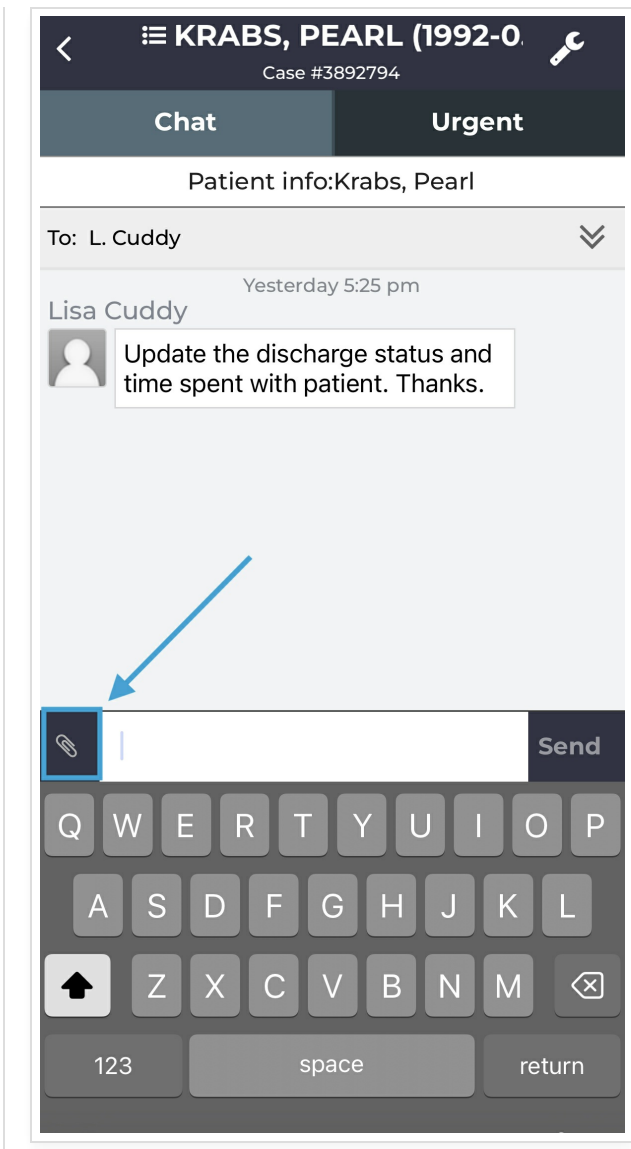 KRABS, PEARL (1992-0
Case #3892794
Chat Urgent
Patient info:Krabs, Pearl
To: L. Cuddy
Yesterday 5:25 pm
Lisa Cuddy
Update the discharge status and
time spent with patient. Thanks.
Send
Q W E R T Y U I O P
A S D F G H J K L
Z X C V B N M
123 space return